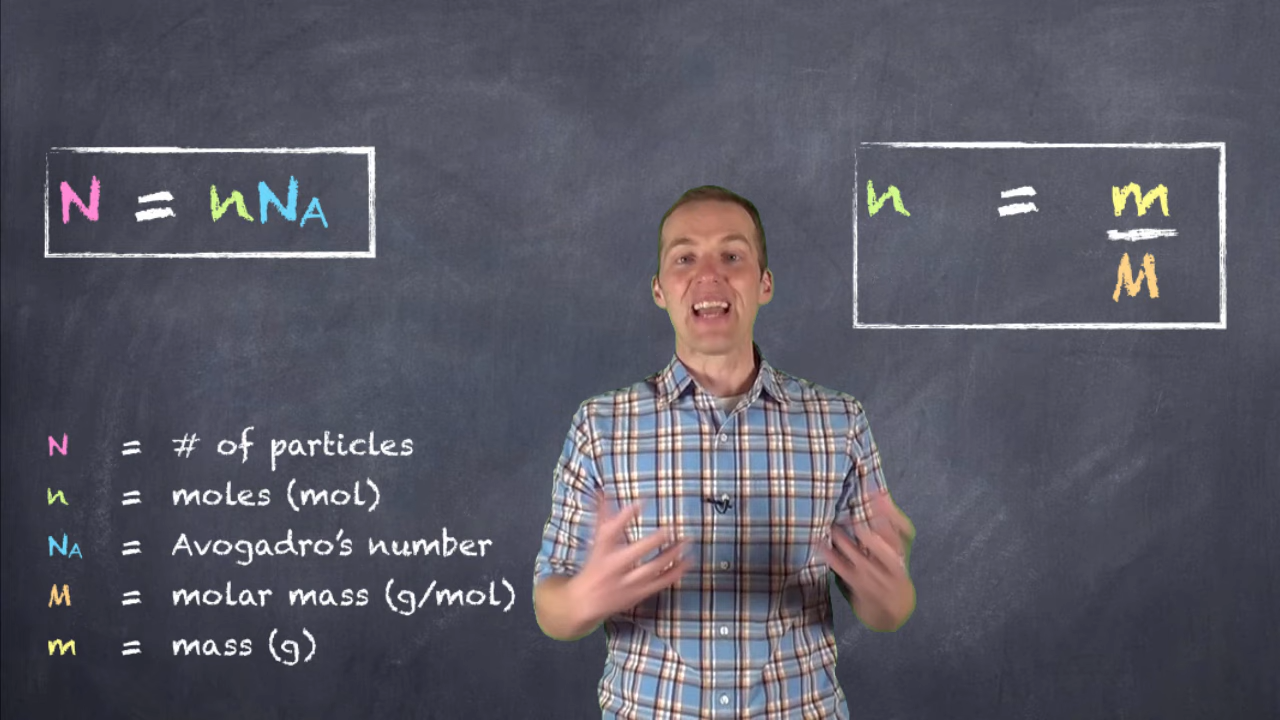 N = nNA
n = m
M
N = # of particles
n = moles (mol)
NA = Avogadro's number
M = molar mass (g/mol)
m = mass (g)